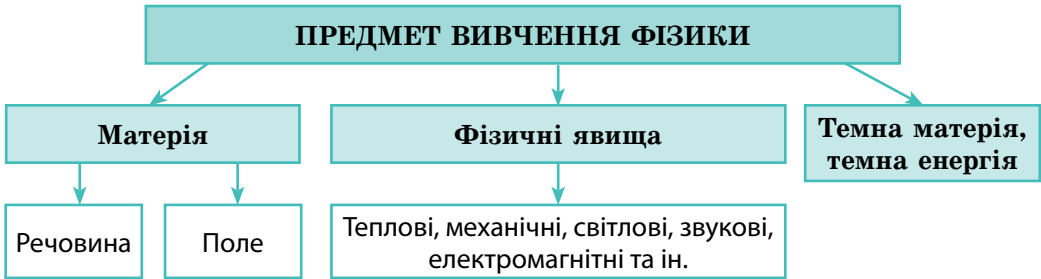 ПРЕДМЕТ ВИВЧЕННЯ ФІЗИКИ
Матерія
Фізичні явища
Темна матерія,
темна енергія
Речовина
Поле
Теплові, механічні, світлові, звукові,
електромагнітні та ін.